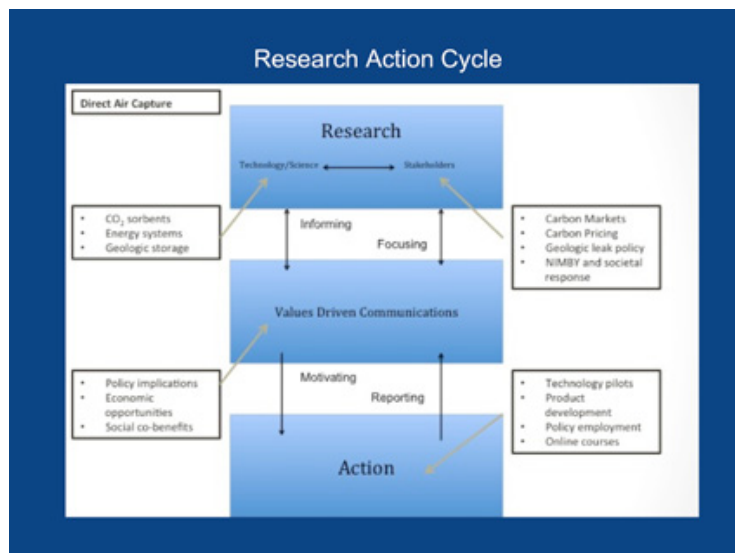 Research Action Cycle
Direct Air Capture
Research
Technology/Science
Stakeholders
• CO₂ sorbents
• Energy systems
• Geologic storage
Informing
Focusing
• Carbon Markets
• Carbon Pricing
• Geologic leak policy
• NIMBY and societal
response
Values Driven Communications
• Policy implications
• Economic
opportunities
• Social co-benefits
Motivating
Reporting
• Technology pilots
• Product
development
• Policy employment
• Online courses
Action